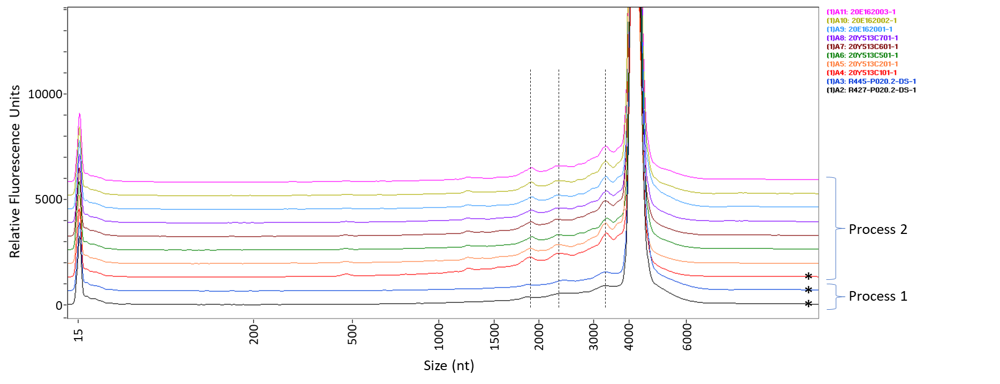 (1)A11: 20E162003-1
(1)A10: 20E162002-1
(1)A9: 20E162001-1
(1)A8: 20Y513C701-1
(1)A7: 20Y513C601-1
(1)A6: 20Y513C501-1
(1)A5: 20Y513C201-1
(1)A4: 20Y513C101-1
(1)A3: R445-P020.2-DS-1
(1)A2: R427-P020.2-DS-1
Relative Fluorescence Units
10000
5000
0
Process 2
*
*
*
Process 1
15
200
500
1000
1500
2000
3000
4000
6000
Size (nt)